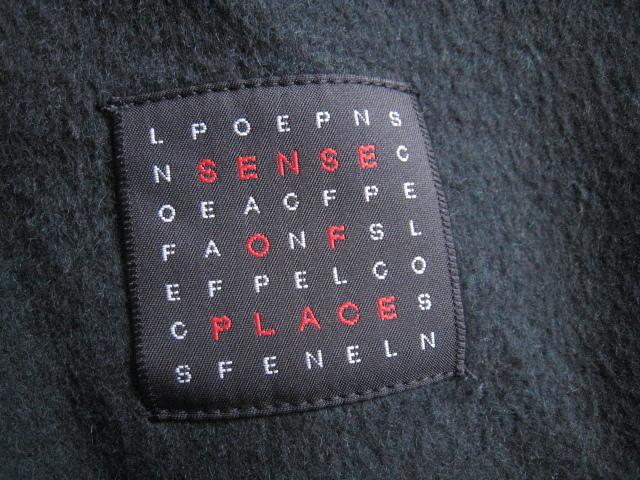 L P O E P N S
N S E N S E C
O E A C F P E
F A O N F S L
E F P E L C O
C P L A C E S
S F E N E L N